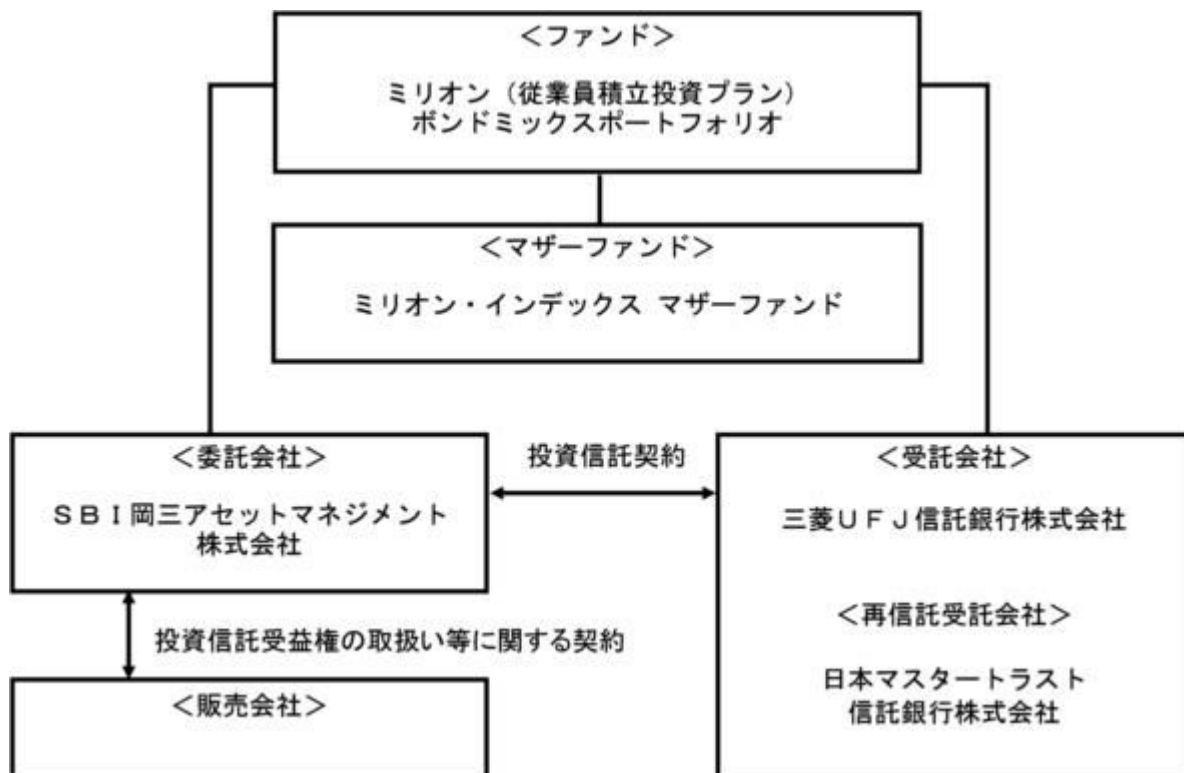 ＜ファンド＞
ミリオン（従業員積立投資プラン）
ボンドミックスポートフォリオ
＜マザーファンド＞
ミリオン・インデックス マザーファンド
＜委託会社＞
ＳＢＩ岡三アセットマネジメント
株式会社
投資信託契約
＜受託会社＞
三菱ＵＦＪ信託銀行株式会社
＜再信託受託会社＞
日本マスタートラスト
信託銀行株式会社
投資信託受益権の取扱い等に関する契約
＜販売会社＞